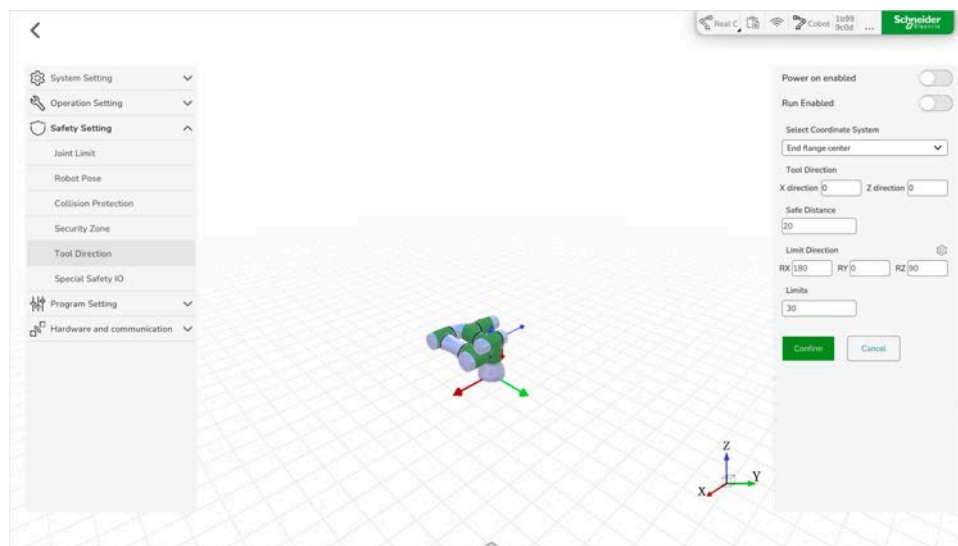 Real C
Cobot
1b99
9c0d
...
Schneider
Electric
System Setting
Operation Setting
Safety Setting
Joint Limit
Robot Pose
Collision Protection
Security Zone
Tool Direction
Special Safety IO
Program Setting
Hardware and communication
Power on enabled
Run Enabled
Select Coordinate System
End flange center
Tool Direction
X direction 0 Z direction 0
Safe Distance
20
Limit Direction
RX 180 RY 0 RZ 90
Limits
30
Confirm Cancel
Z
Y
X